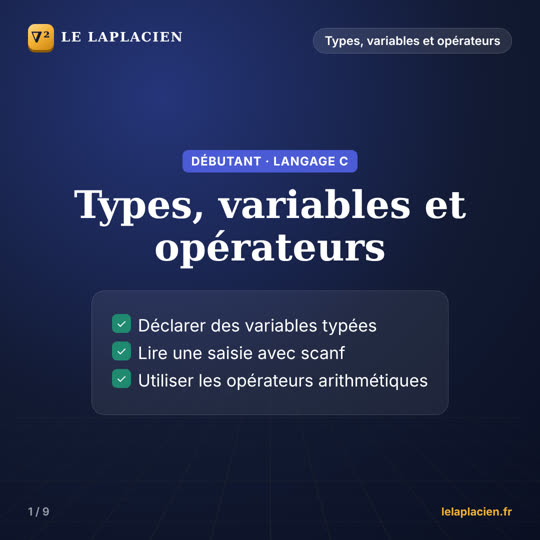 ∇² LE LAPLACIEN
Types, variables et opérateurs
DÉBUTANT · LANGAGE C
Types, variables et
opérateurs
Déclarer des variables typées
Lire une saisie avec scanf
Utiliser les opérateurs arithmétiques
1 / 9
lelaplacien.fr